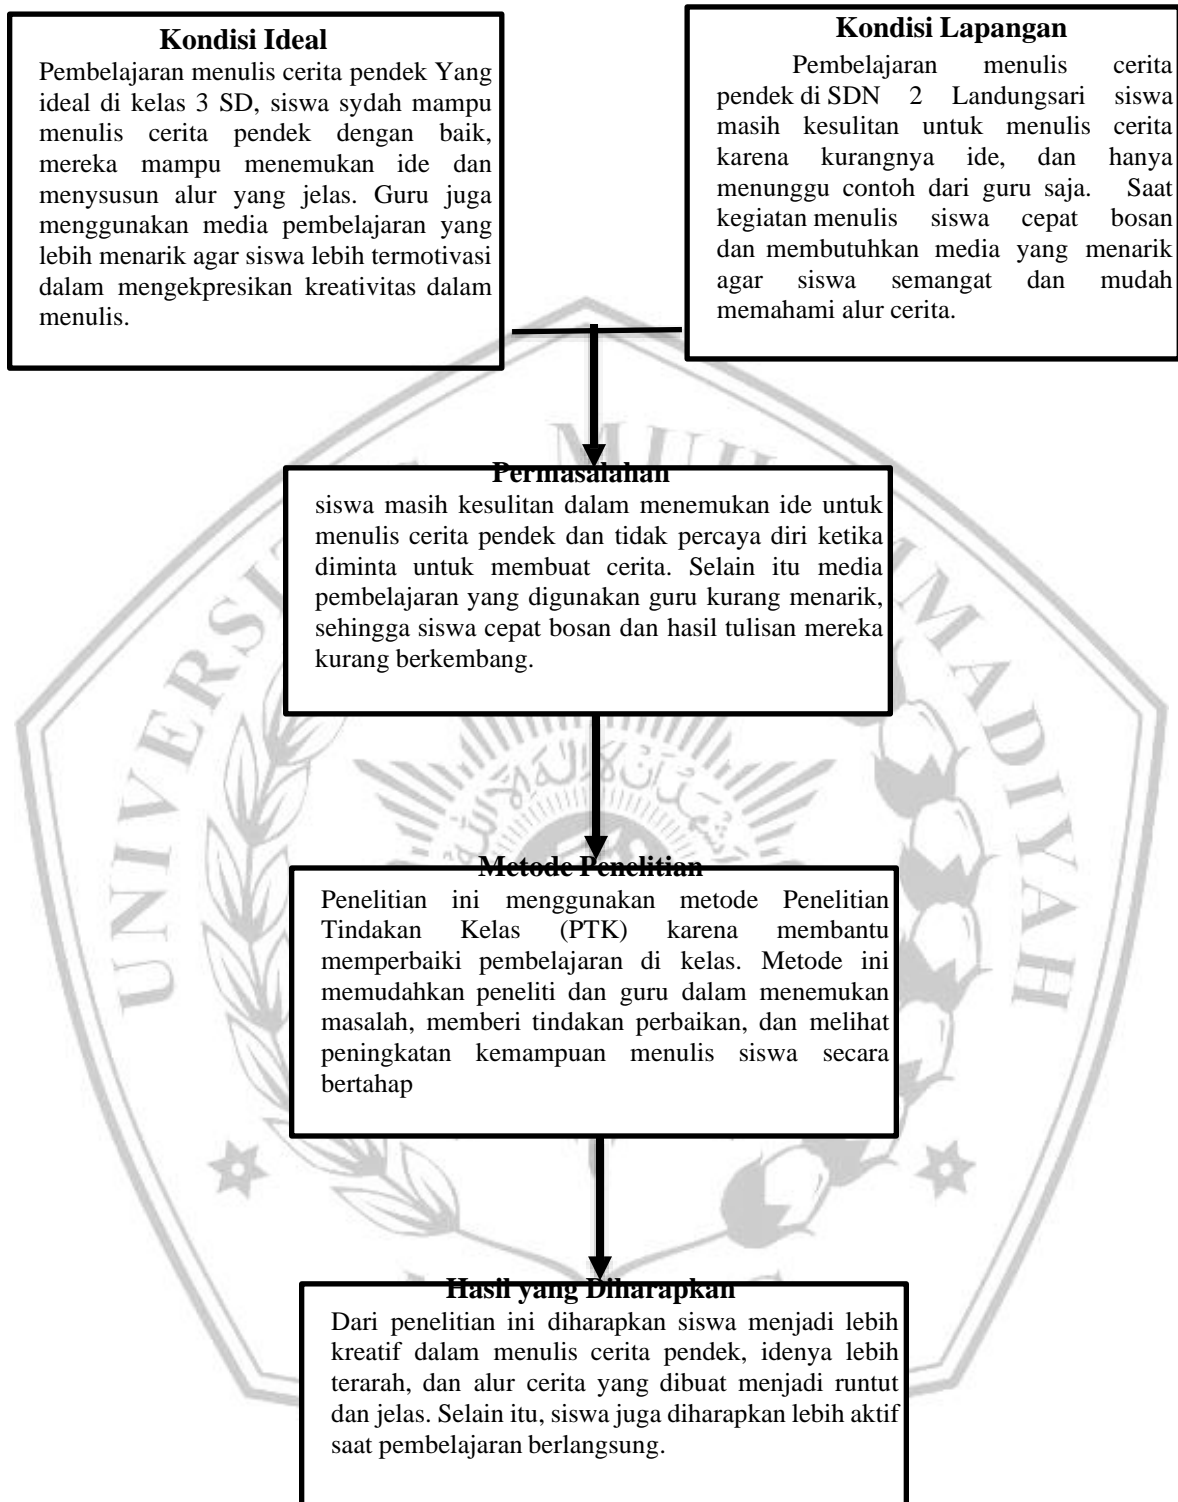 Kondisi Ideal
Pembelajaran menulis cerita pendek Yang
ideal di kelas 3 SD, siswa sydah mampu
menulis cerita pendek dengan baik,
mereka mampu menemukan ide dan
menysusun alur yang jelas. Guru juga
menggunakan media pembelajaran yang
lebih menarik agar siswa lebih termotivasi
dalam mengekpresikan kreativitas dalam
menulis.
Kondisi Lapangan
Pembelajaran menulis cerita
pendek di SDN 2 Landungsari siswa
masih kesulitan untuk menulis cerita
karena kurangnya ide, dan hanya
menunggu contoh dari guru saja. Saat
kegiatan menulis siswa cepat bosan
dan membutuhkan media yang menarik
agar siswa semangat dan mudah
memahami alur cerita.
Permasalahan
siswa masih kesulitan dalam menemukan ide untuk
menulis cerita pendek dan tidak percaya diri ketika
diminta untuk membuat cerita. Selain itu media
pembelajaran yang digunakan guru kurang menarik,
sehingga siswa cepat bosan dan hasil tulisan mereka
kurang berkembang.
Metode Penelitian
Penelitian ini menggunakan metode Penelitian
Tindakan Kelas (PTK) karena membantu
memperbaiki pembelajaran di kelas. Metode ini
memudahkan peneliti dan guru dalam menemukan
masalah, memberi tindakan perbaikan, dan melihat
peningkatan kemampuan menulis siswa secara
bertahap
Hasil yang Diharapkan
Dari penelitian ini diharapkan siswa menjadi lebih
kreatif dalam menulis cerita pendek, idenya lebih
terarah, dan alur cerita yang dibuat menjadi runtut
dan jelas. Selain itu, siswa juga diharapkan lebih aktif
saat pembelajaran berlangsung.